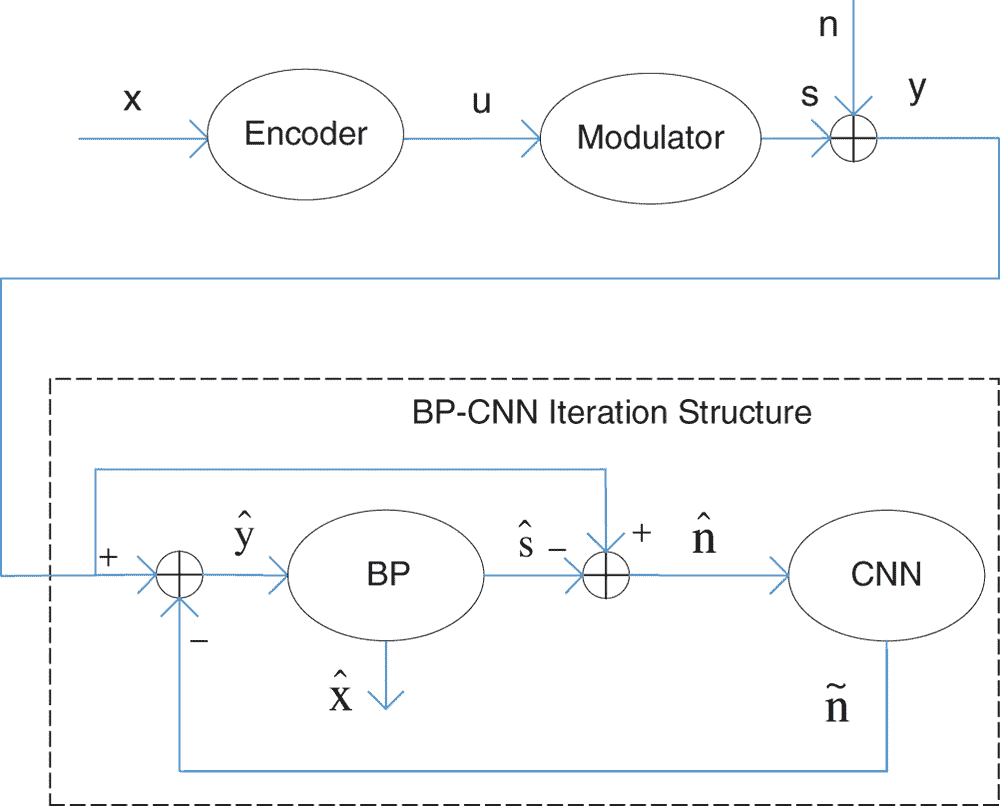 n
x
Encoder
u
Modulator
s
y
BP-CNN Iteration Structure
+
ŷ
BP
ŝ
−
+
n̂
CNN
−
x̂
ñ